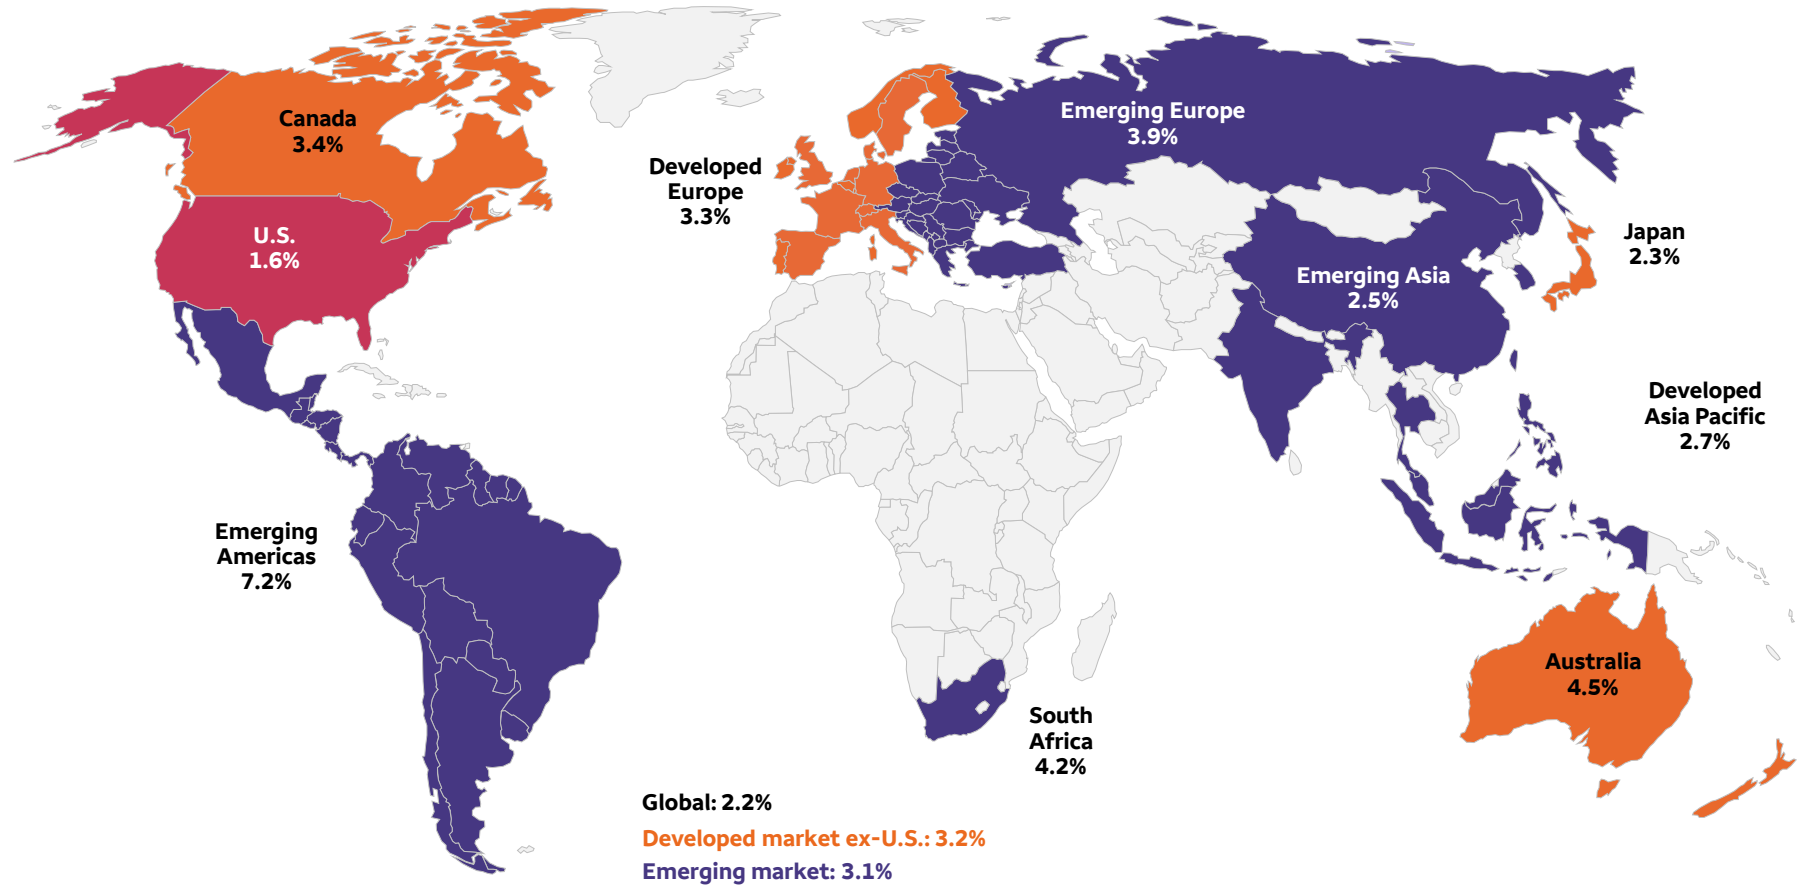 Canada
3.4%
U.S.
1.6%
Developed
Europe
3.3%
Emerging Europe
3.9%
Emerging Asia
2.5%
Japan
2.3%
Developed
Asia Pacific
2.7%
Emerging
Americas
7.2%
South
Africa
4.2%
Australia
4.5%
Global: 2.2%
Developed market ex-U.S.: 3.2%
Emerging market: 3.1%